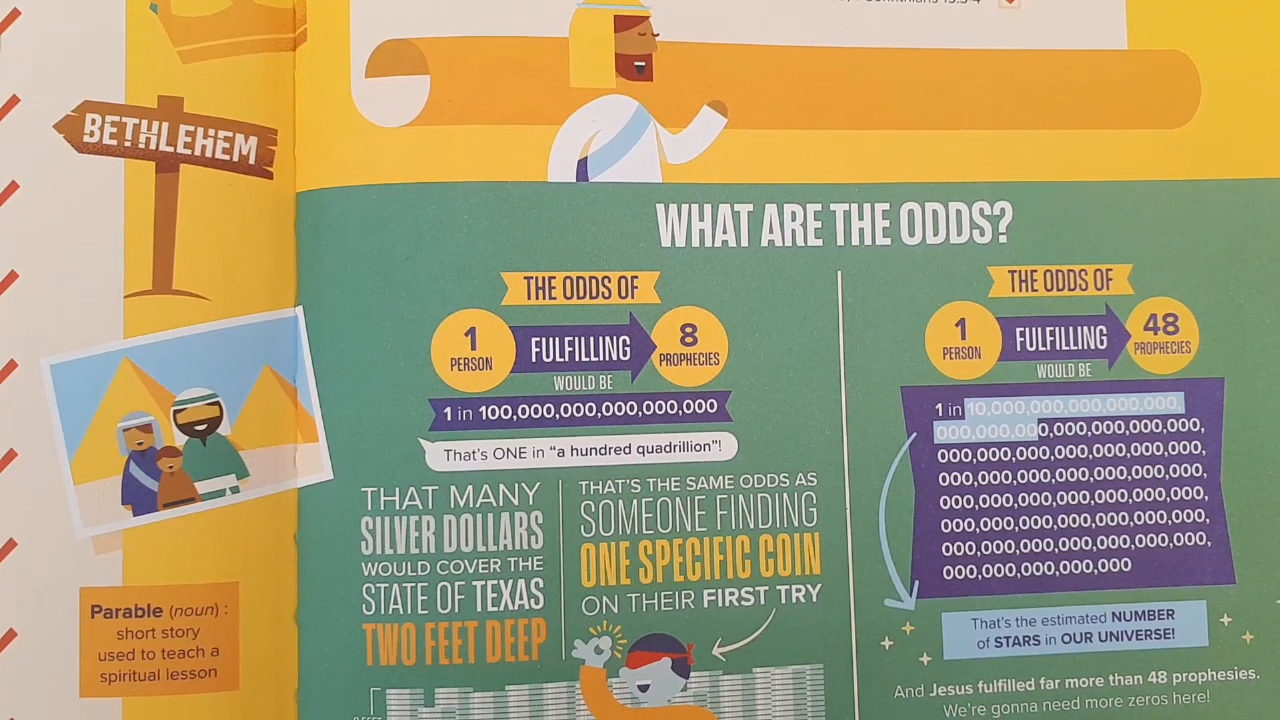 BETHLEHEM
Parable (noun) :
short story
used to teach a
spiritual lesson
WHAT ARE THE ODDS?
THE ODDS OF
1
PERSON
FULFILLING
8
PROPHECIES
WOULD BE
1 in 100,000,000,000,000,000
That's ONE in "a hundred quadrillion"!
THAT MANY
SILVER DOLLARS
WOULD COVER THE
STATE OF TEXAS
TWO FEET DEEP
THAT'S THE SAME ODDS AS
SOMEONE FINDING
ONE SPECIFIC COIN
ON THEIR FIRST TRY
THE ODDS OF
1
PERSON
FULFILLING
48
PROPHECIES
WOULD BE
1 in 10,000,000,000,000,000,
000,000,000,000,000,000,000,
000,000,000,000,000,000,000,
000,000,000,000,000,000,000,
000,000,000,000,000,000,000,
000,000,000,000,000,000,000,
000,000,000,000,000,000,000,
000,000,000,000,000
That's the estimated NUMBER
of STARS in OUR UNIVERSE!
And Jesus fulfilled far more than 48 prophesies.
We're gonna need more zeros here!